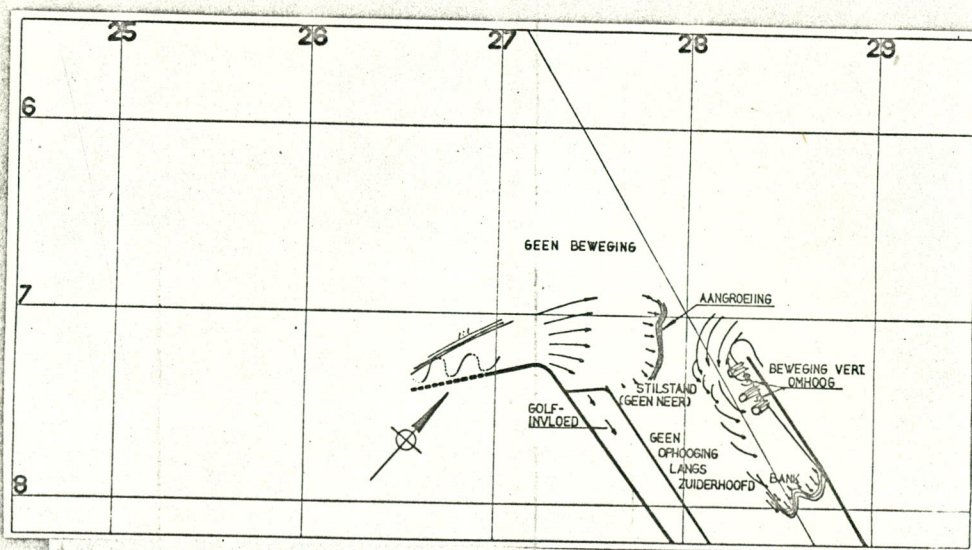 25 26 27 28 29
6
GEEN BEWEGING
7
AANGROEIING
BEWEGING VERT.
OMHOOG
STILSTAND
(GEEN NEER)
GOLF-
INVLOED
GEEN
OPHOOGING
LANGS
ZUIDERHOOFD
BANK
8